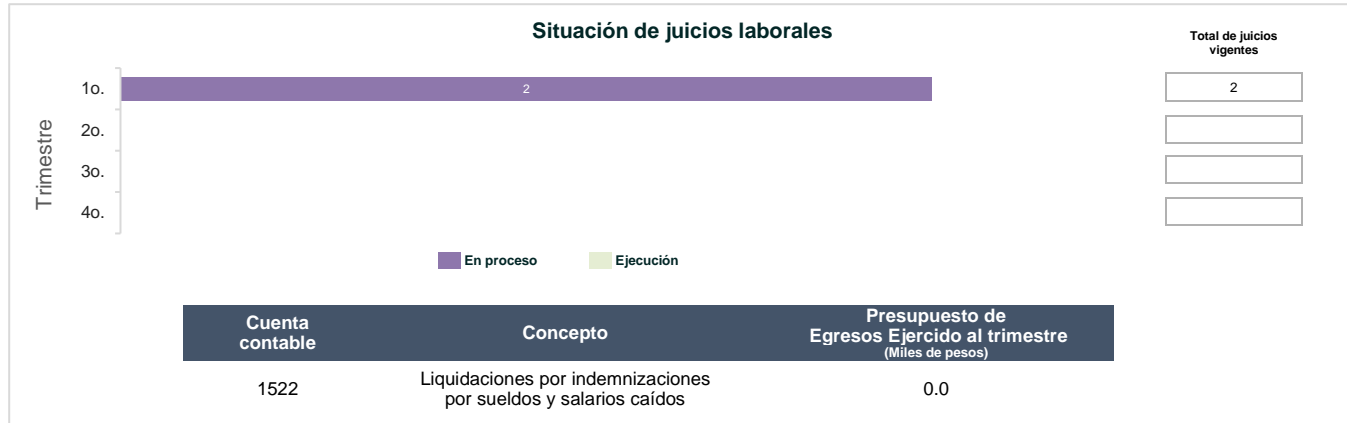 Situación de juicios laborales
Total de juicios
vigentes
Trimestre
1o.
2
2
2o.
3o.
4o.
En proceso
Ejecución
Cuenta
contable
Concepto
Presupuesto de
Egresos Ejercido al trimestre
(Miles de pesos)
1522
Liquidaciones por indemnizaciones
por sueldos y salarios caídos
0.0